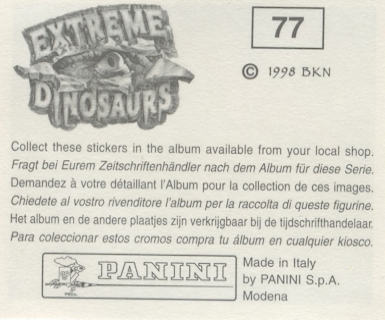 EXTREME
DINOSAURS
77
© 1998 BKN
Collect these stickers in the album available from your local shop.
Fragt bei Eurem Zeitschriftenhändler nach dem Album für diese Serie.
Demandez à votre détaillant l'Album pour la collection de ces images.
Chiedete al vostro rivenditore l'album per la raccolta di queste figurine.
Het album en de andere plaatjes zijn verkrijgbaar bij de tijdschrifthandelaar.
Para coleccionar estos cromos compra tu álbum en cualquier kiosco.
PANINI
Made in Italy
by PANINI S.p.A.
Modena